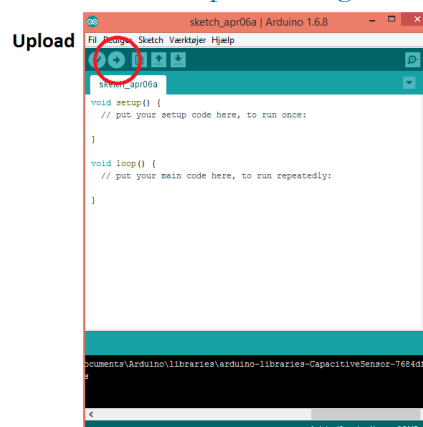 sketch_apr06a | Arduino 1.6.8
Upload
Fil Rediger Sketch Værktøjer Hjælp
sketch_apr06a
void setup() {
// put your setup code here, to run once:
}
void loop() {
// put your main code here, to run repeatedly:
}
ocuments\Arduino\libraries\arduino-libraries-CapacitiveSensor-7684df